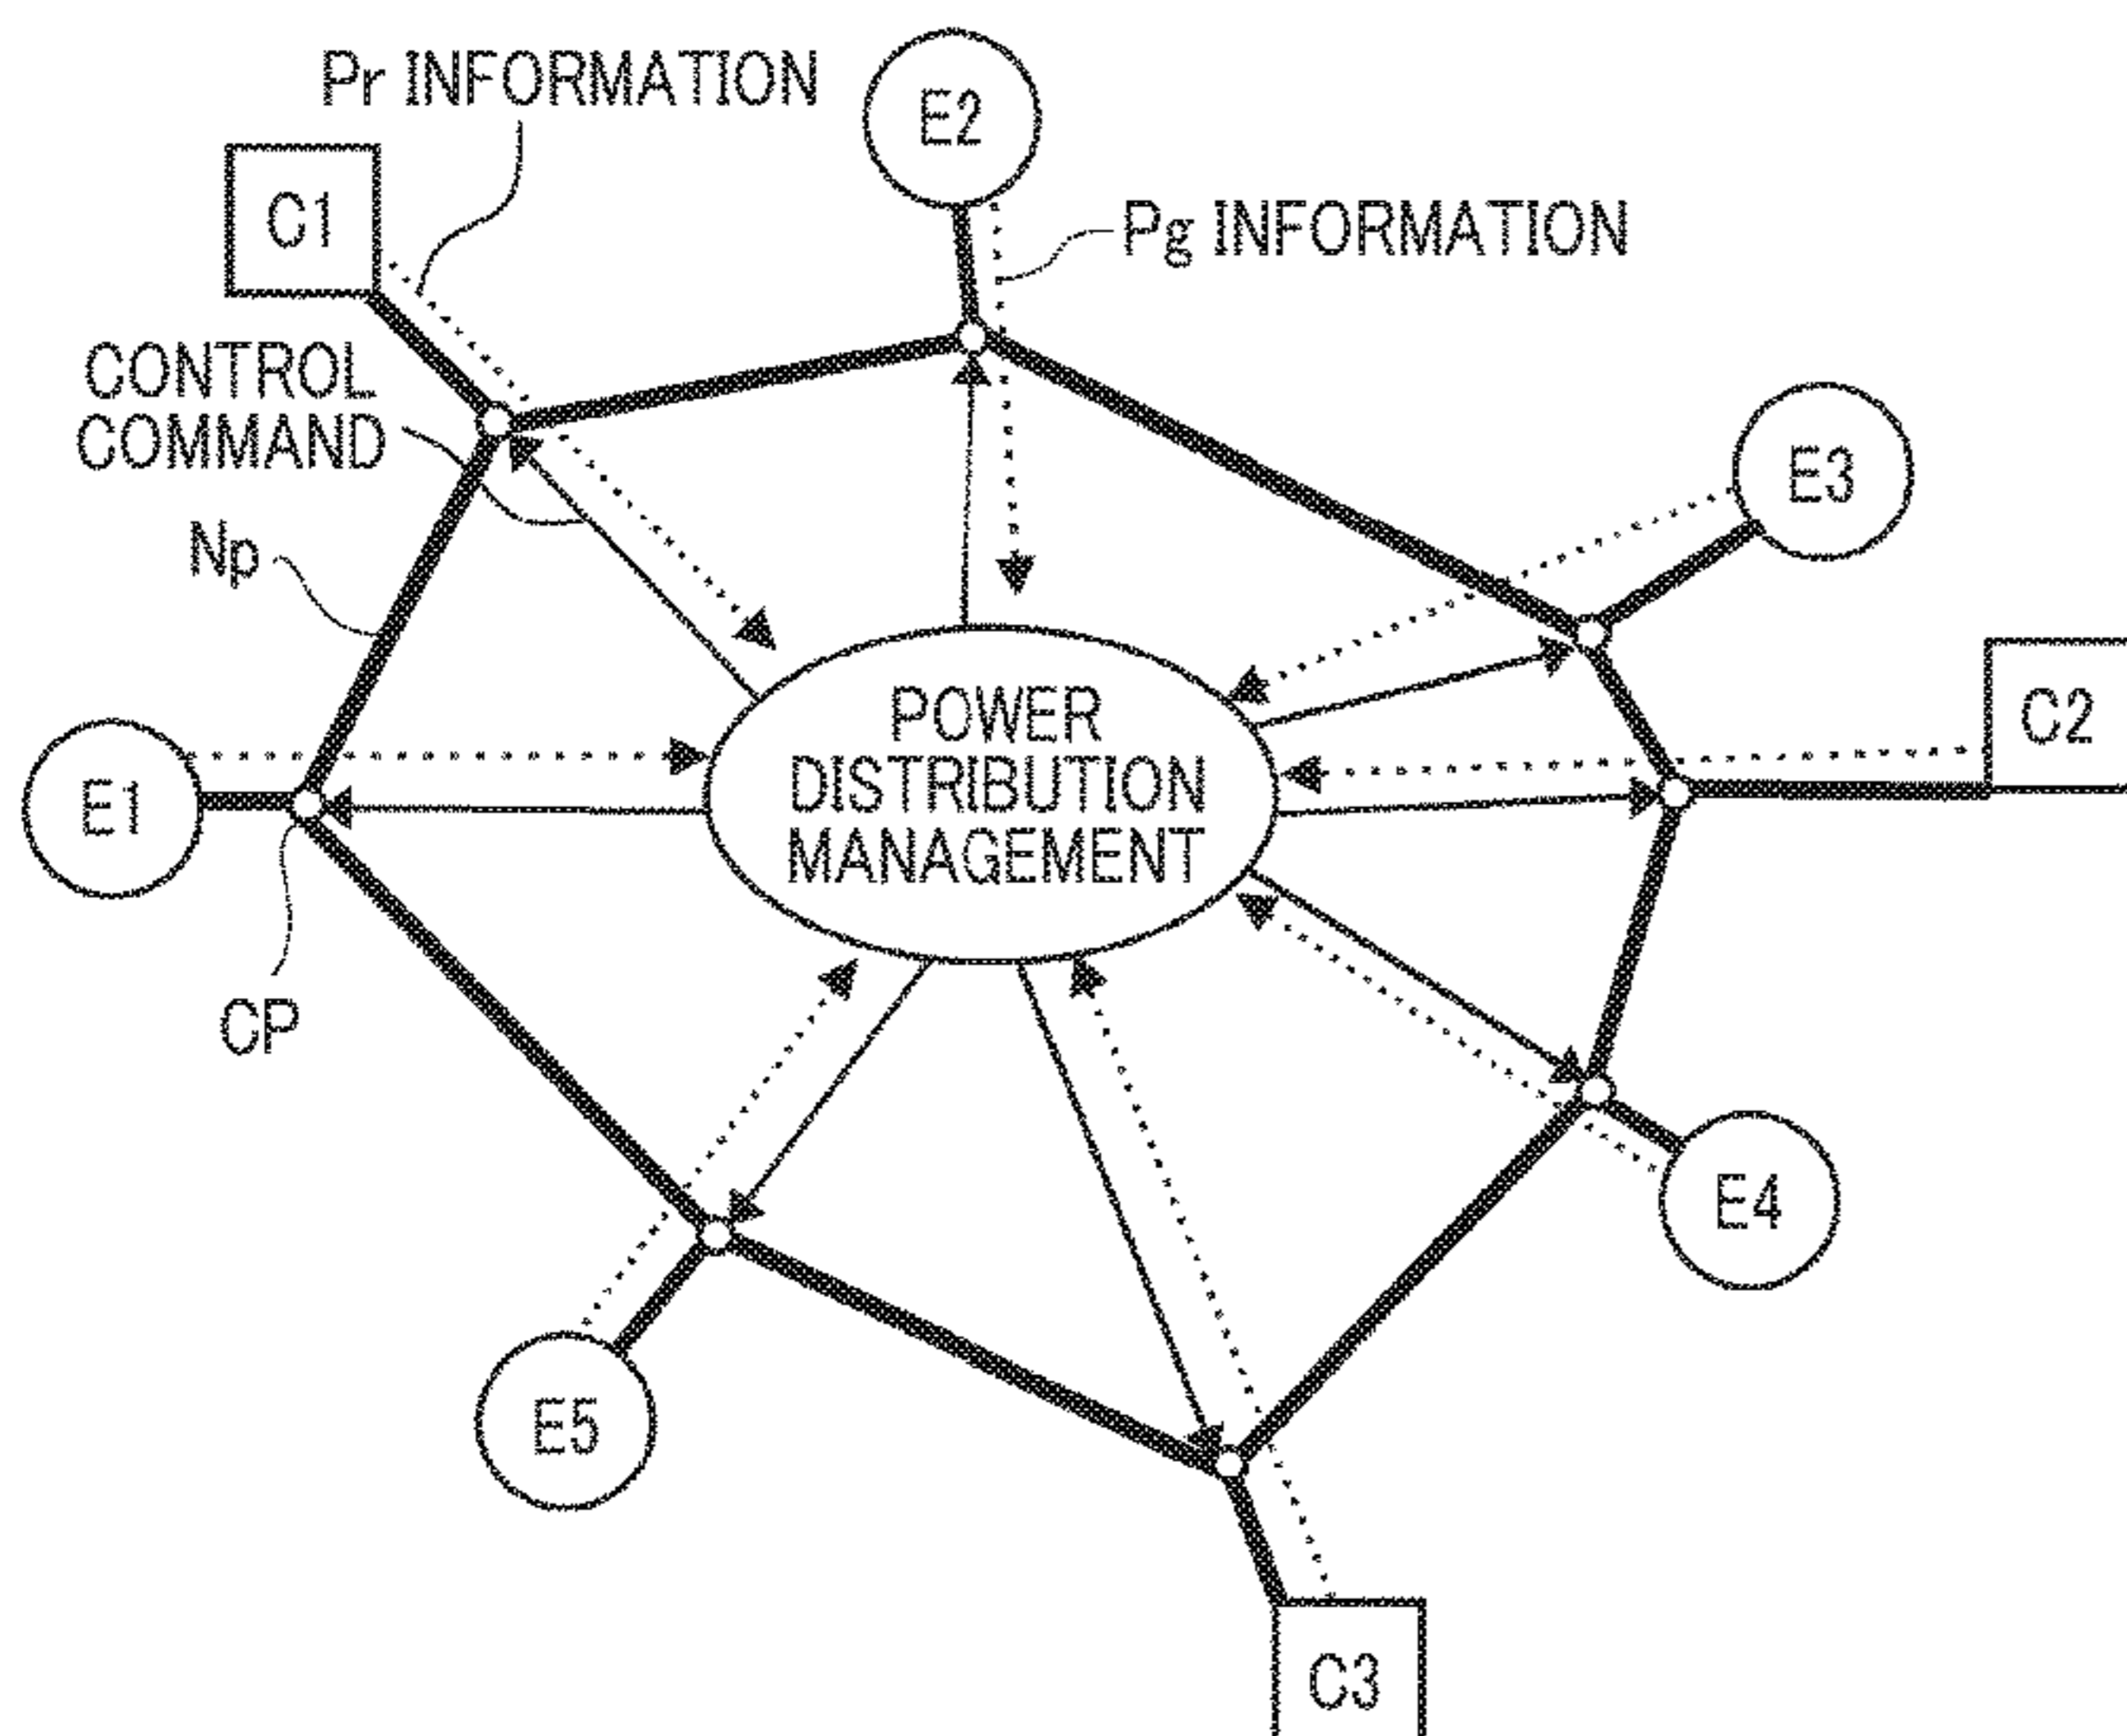 Pr INFORMATION
E2
C1
Pg INFORMATION
CONTROL
COMMAND
E3
Np
C2
POWER
DISTRIBUTION
MANAGEMENT
E1
CP
E4
E5
C3